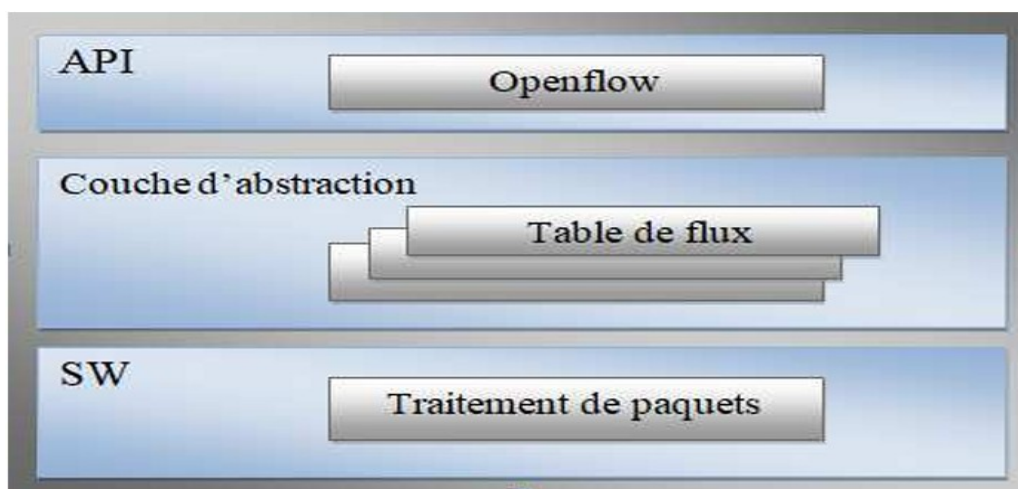 API
Openflow
Couche d'abstraction
Table de flux
SW
Traitement de paquets